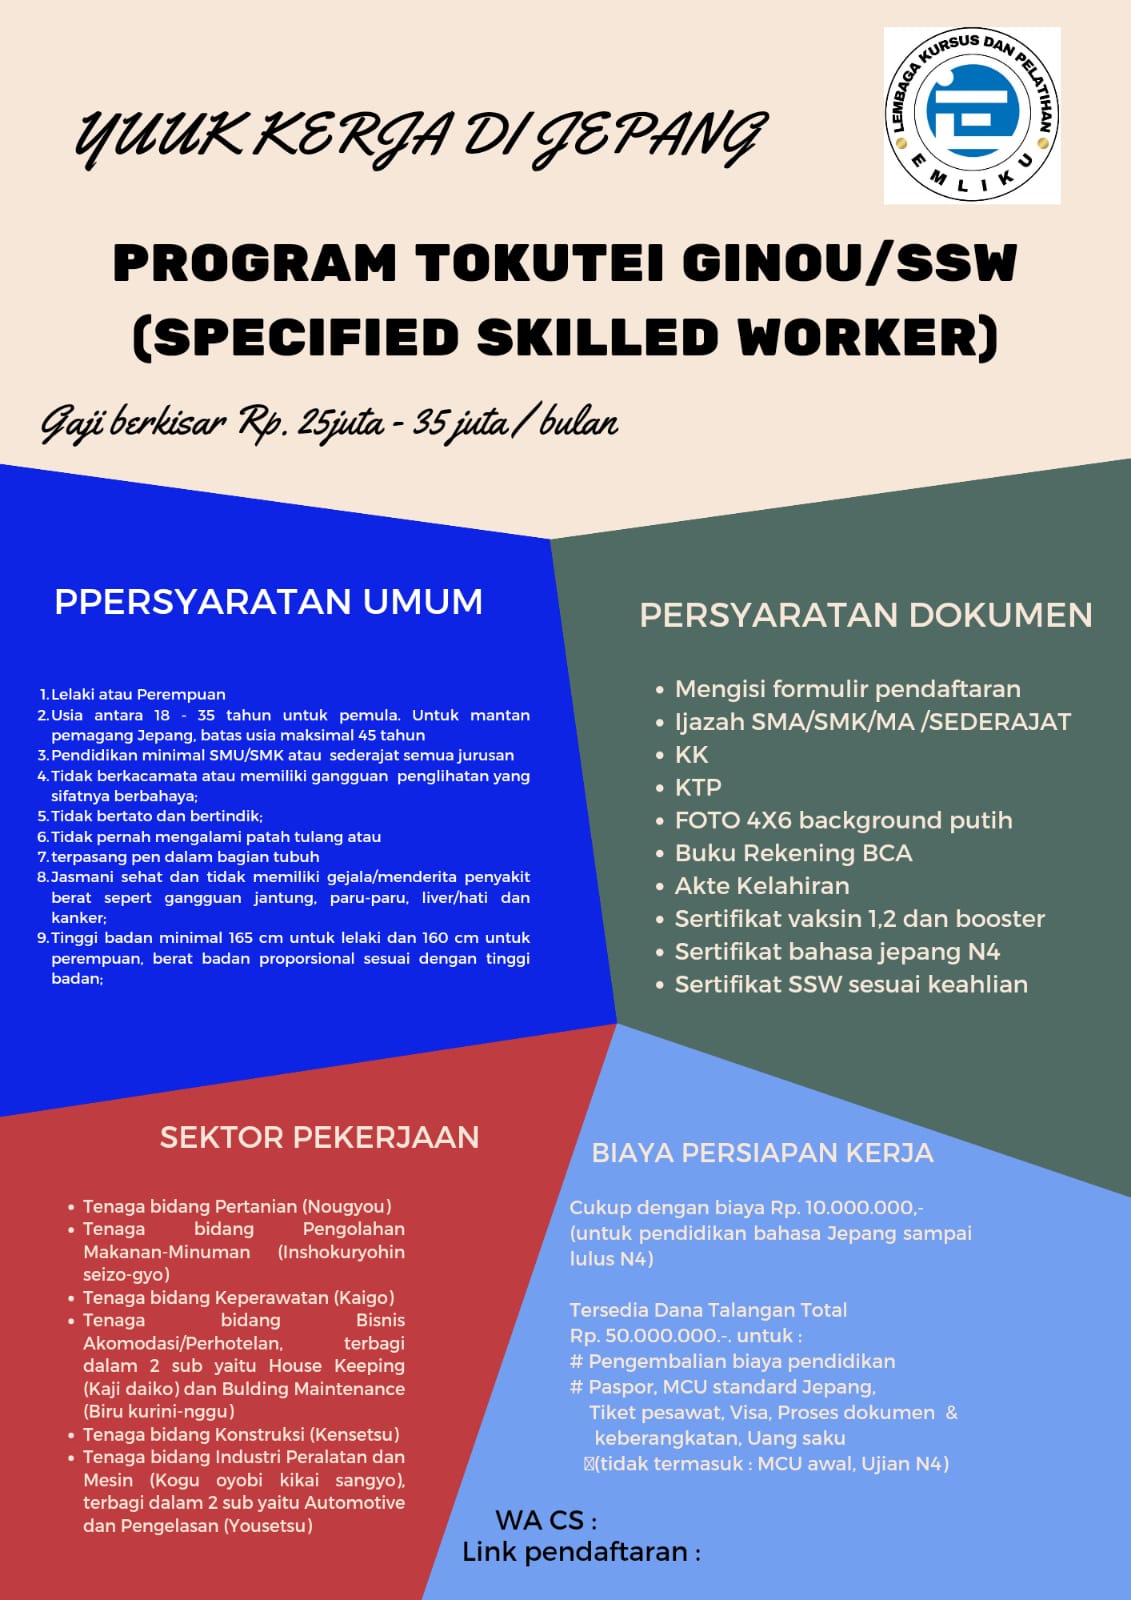 LEMBAGA KURSUS DAN PELATIHAN
EMLIKU
YUUK KERJA DI JEPANG
PROGRAM TOKUTEI GINOU/SSW
(SPECIFIED SKILLED WORKER)
Gaji berkisar Rp. 25juta - 35 juta / bulan
PPERSYARATAN UMUM
1. Lelaki atau Perempuan
2. Usia antara 18 - 35 tahun untuk pemula. Untuk mantan
pemagang Jepang, batas usia maksimal 45 tahun
3. Pendidikan minimal SMU/SMK atau sederajat semua jurusan
4. Tidak berkacamata atau memiliki gangguan penglihatan yang
sifatnya berbahaya;
5. Tidak bertato dan bertindik;
6. Tidak pernah mengalami patah tulang atau
7. terpasang pen dalam bagian tubuh
8. Jasmani sehat dan tidak memiliki gejala/menderita penyakit
berat sepert gangguan jantung, paru-paru, liver/hati dan
kanker;
9. Tinggi badan minimal 165 cm untuk lelaki dan 160 cm untuk
perempuan, berat badan proporsional sesuai dengan tinggi
badan;
PERSYARATAN DOKUMEN
• Mengisi formulir pendaftaran
• Ijazah SMA/SMK/MA /SEDERAJAT
• KK
• KTP
• FOTO 4X6 background putih
• Buku Rekening BCA
• Akte Kelahiran
• Sertifikat vaksin 1,2 dan booster
• Sertifikat bahasa jepang N4
• Sertifikat SSW sesuai keahlian
SEKTOR PEKERJAAN
• Tenaga bidang Pertanian (Nougyou)
• Tenaga bidang Pengolahan
Makanan-Minuman (Inshokuryohin
seizo-gyo)
• Tenaga bidang Keperawatan (Kaigo)
• Tenaga bidang Bisnis
Akomodasi/Perhotelan, terbagi
dalam 2 sub yaitu House Keeping
(Kaji daiko) dan Bulding Maintenance
(Biru kurini-nggu)
• Tenaga bidang Konstruksi (Kensetsu)
• Tenaga bidang Industri Peralatan dan
Mesin (Kogu oyobi kikai sangyo),
terbagi dalam 2 sub yaitu Automotive
dan Pengelasan (Yousetsu)
BIAYA PERSIAPAN KERJA
Cukup dengan biaya Rp. 10.000.000,-
(untuk pendidikan bahasa Jepang sampai
lulus N4)
Tersedia Dana Talangan Total
Rp. 50.000.000.-. untuk :
# Pengembalian biaya pendidikan
# Paspor, MCU standard Jepang,
Tiket pesawat, Visa, Proses dokumen &
keberangkatan, Uang saku
(tidak termasuk : MCU awal, Ujian N4)
WA CS :
Link pendaftaran :